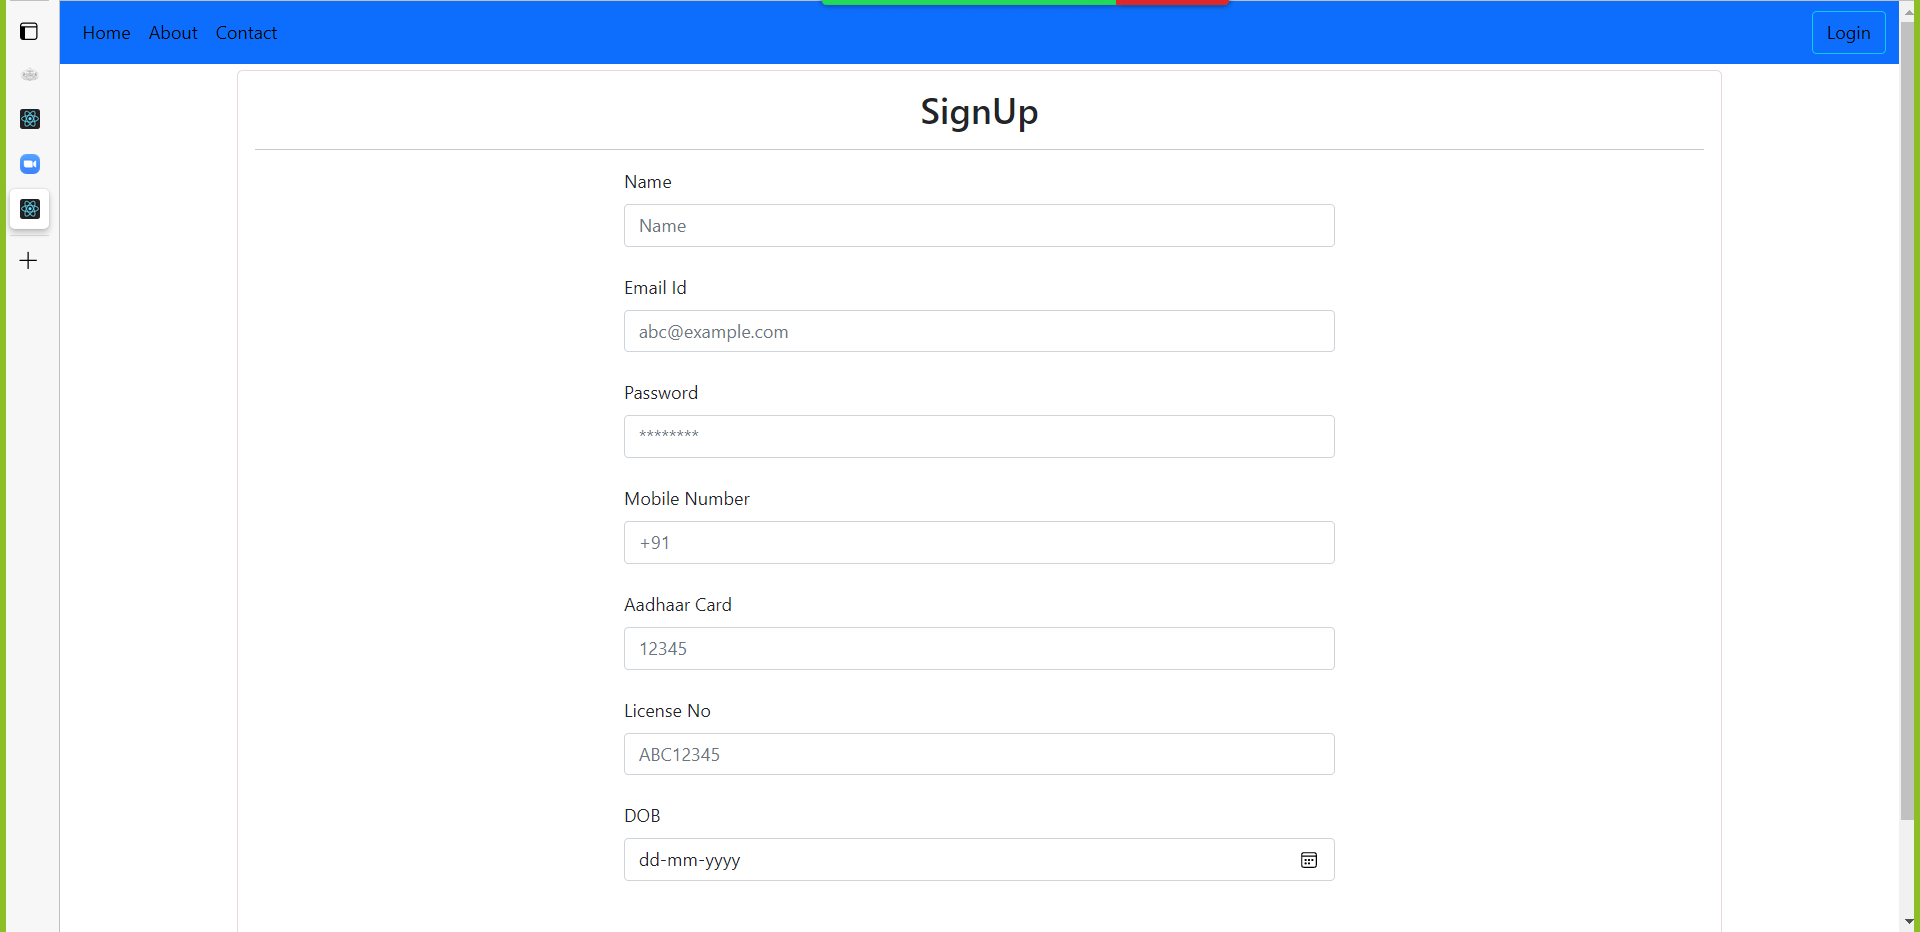 Home About Contact Login
SignUp
Name
Name
Email Id
abc@example.com
Password
********
Mobile Number
+91
Aadhaar Card
12345
License No
ABC12345
DOB
dd-mm-yyyy